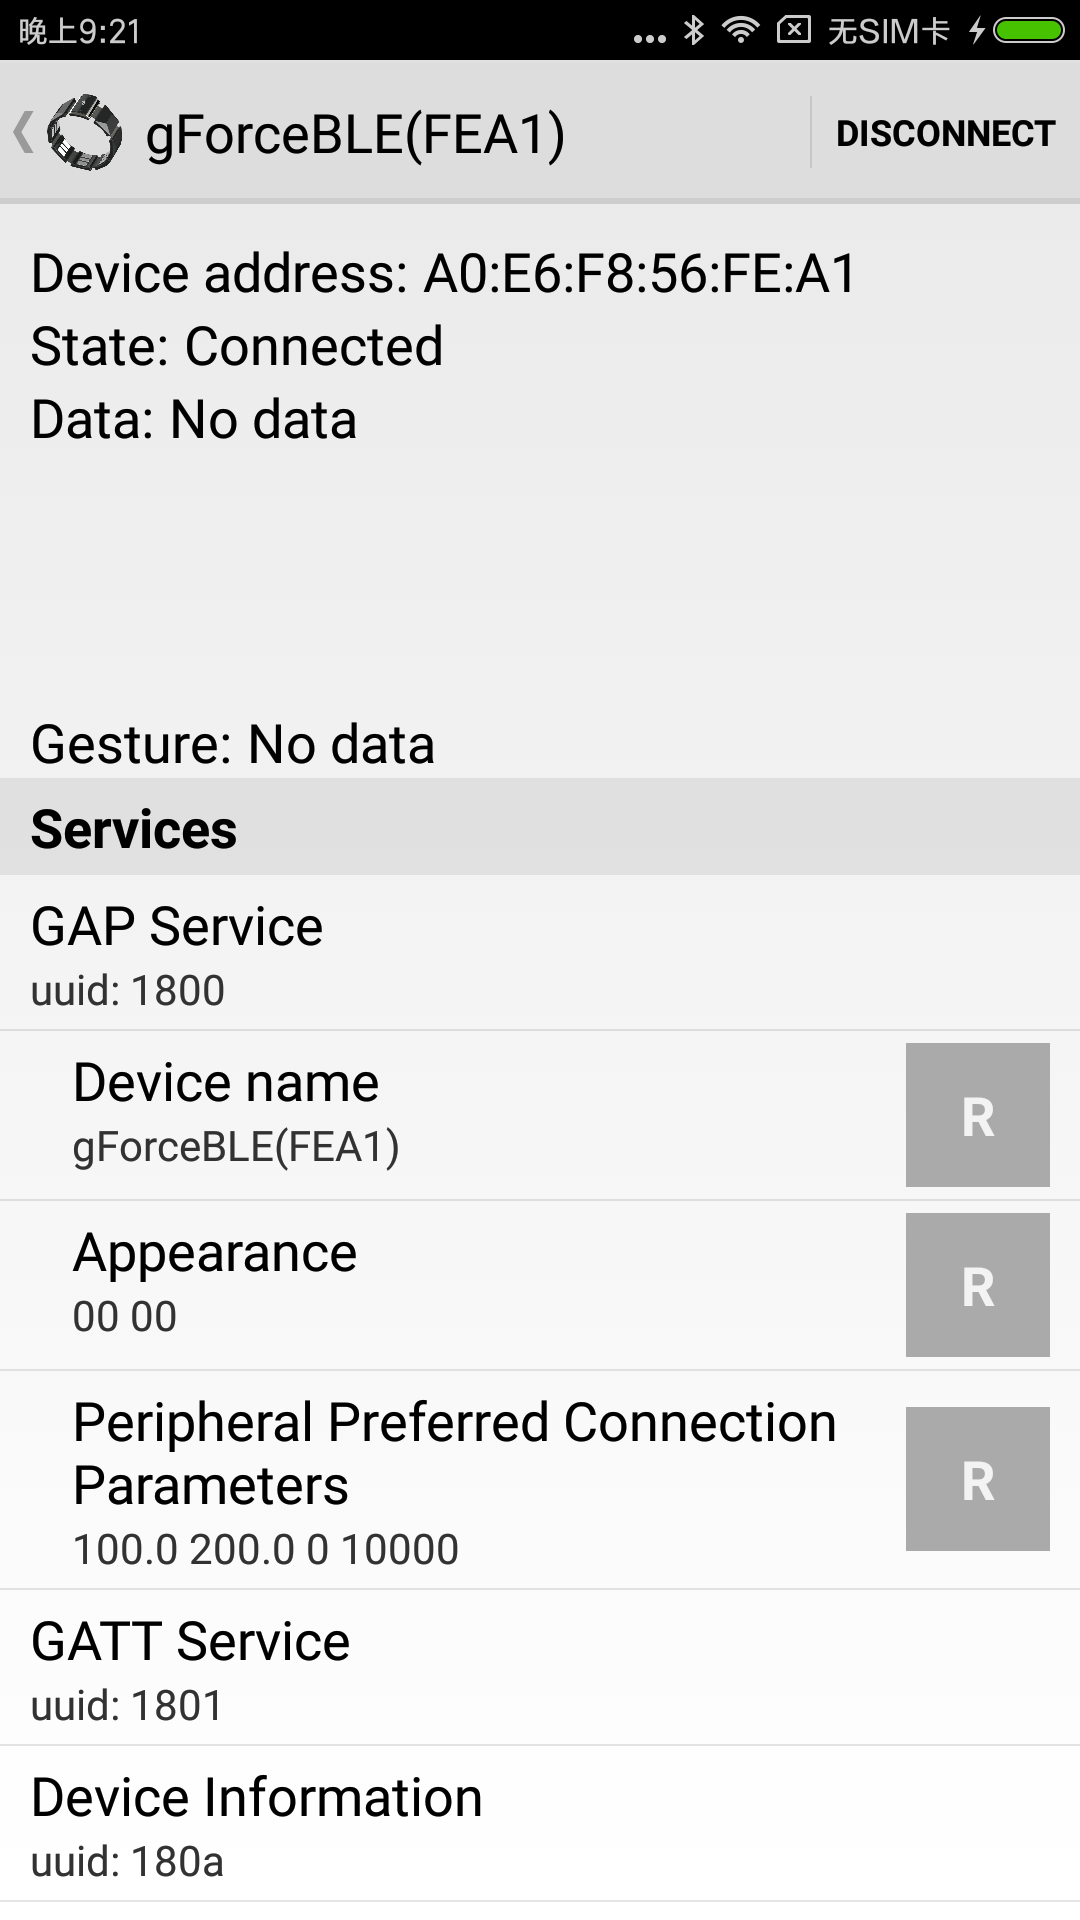 晚上9:21
... 无SIM卡
gForceBLE(FEA1)
DISCONNECT
Device address: A0:E6:F8:56:FE:A1
State: Connected
Data: No data
Gesture: No data
Services
GAP Service
uuid: 1800
Device name
gForceBLE(FEA1)
R
Appearance
00 00
R
Peripheral Preferred Connection
Parameters
100.0 200.0 0 10000
R
GATT Service
uuid: 1801
Device Information
uuid: 180a